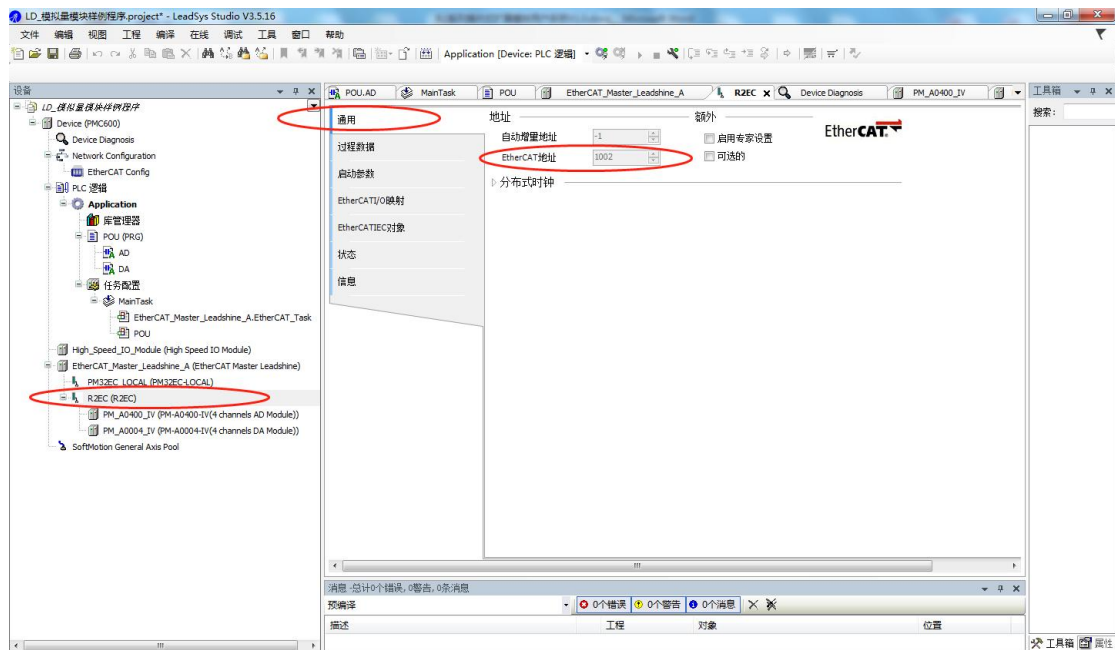 LD_模拟量模块样例程序.project* - LeadSys Studio V3.5.16
文件 编辑 视图 工程 编译 在线 调试 工具 窗口 帮助
Application [Device: PLC 逻辑]
设备
POU.AD MainTask POU EtherCAT_Master_Leadshine_A R2EC Device Diagnosis PM_A0400_IV
工具箱
搜索:
LD_模拟量模块样例程序
Device (PMC600)
Device Diagnosis
Network Configuration
EtherCAT Config
PLC 逻辑
Application
库管理器
POU (PRG)
AD
DA
任务配置
MainTask
EtherCAT_Master_Leadshine_A.EtherCAT_Task
POU
High_Speed_IO_Module (High Speed IO Module)
EtherCAT_Master_Leadshine_A (EtherCAT Master Leadshine)
PM32EC_LOCAL (PM32EC-LOCAL)
R2EC (R2EC)
PM_A0400_IV (PM-A0400-IV(4 channels AD Module))
PM_A0004_IV (PM-A0004-IV(4 channels DA Module))
SoftMotion General Axis Pool
通用
过程数据
启动参数
EtherCATI/O映射
EtherCATIEC对象
状态
信息
地址
自动增量地址 -1
EtherCAT地址 1002
分布式时钟
额外
启用专家设置
可选的
EtherCAT.
消息 -总计0个错误, 0警告, 0条消息
预编译 0个错误 0个警告 0个消息
描述 工程 对象 位置
工具箱 属性